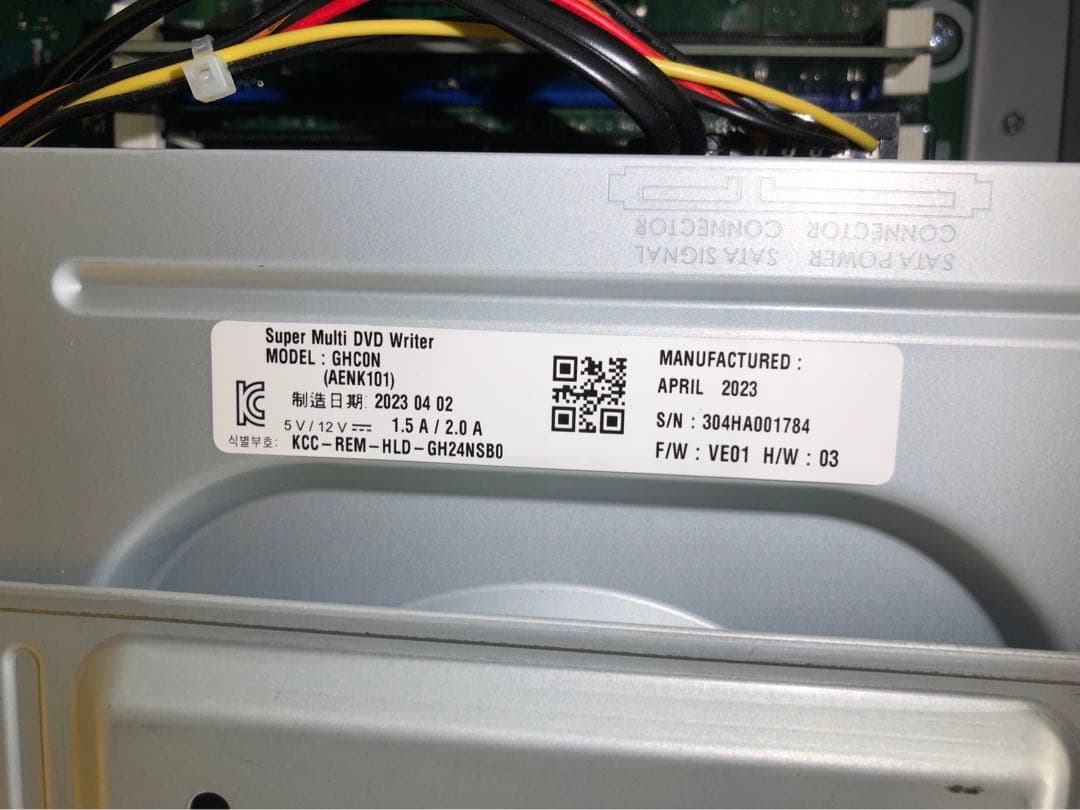 SATA POWER CONNECTOR
SATA SIGNAL CONNECTOR
Super Multi DVD Writer
MODEL : GHC0N
(AENK101)
制造日期: 2023 04 02
5 V / 12 V ⎓ 1.5 A / 2.0 A
식별부호: KCC-REM-HLD-GH24NSB0
MANUFACTURED :
APRIL 2023
S/N : 304HA001784
F/W : VE01 H/W : 03